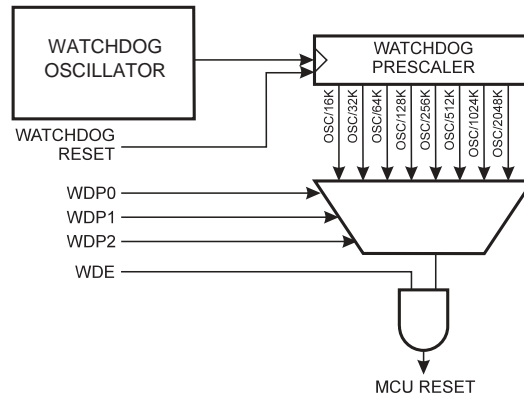 WATCHDOG
OSCILLATOR
WATCHDOG
PRESCALER
WATCHDOG
RESET
OSC/16K
OSC/32K
OSC/64K
OSC/128K
OSC/256K
OSC/512K
OSC/1024K
OSC/2048K
WDP0
WDP1
WDP2
WDE
MCU RESET